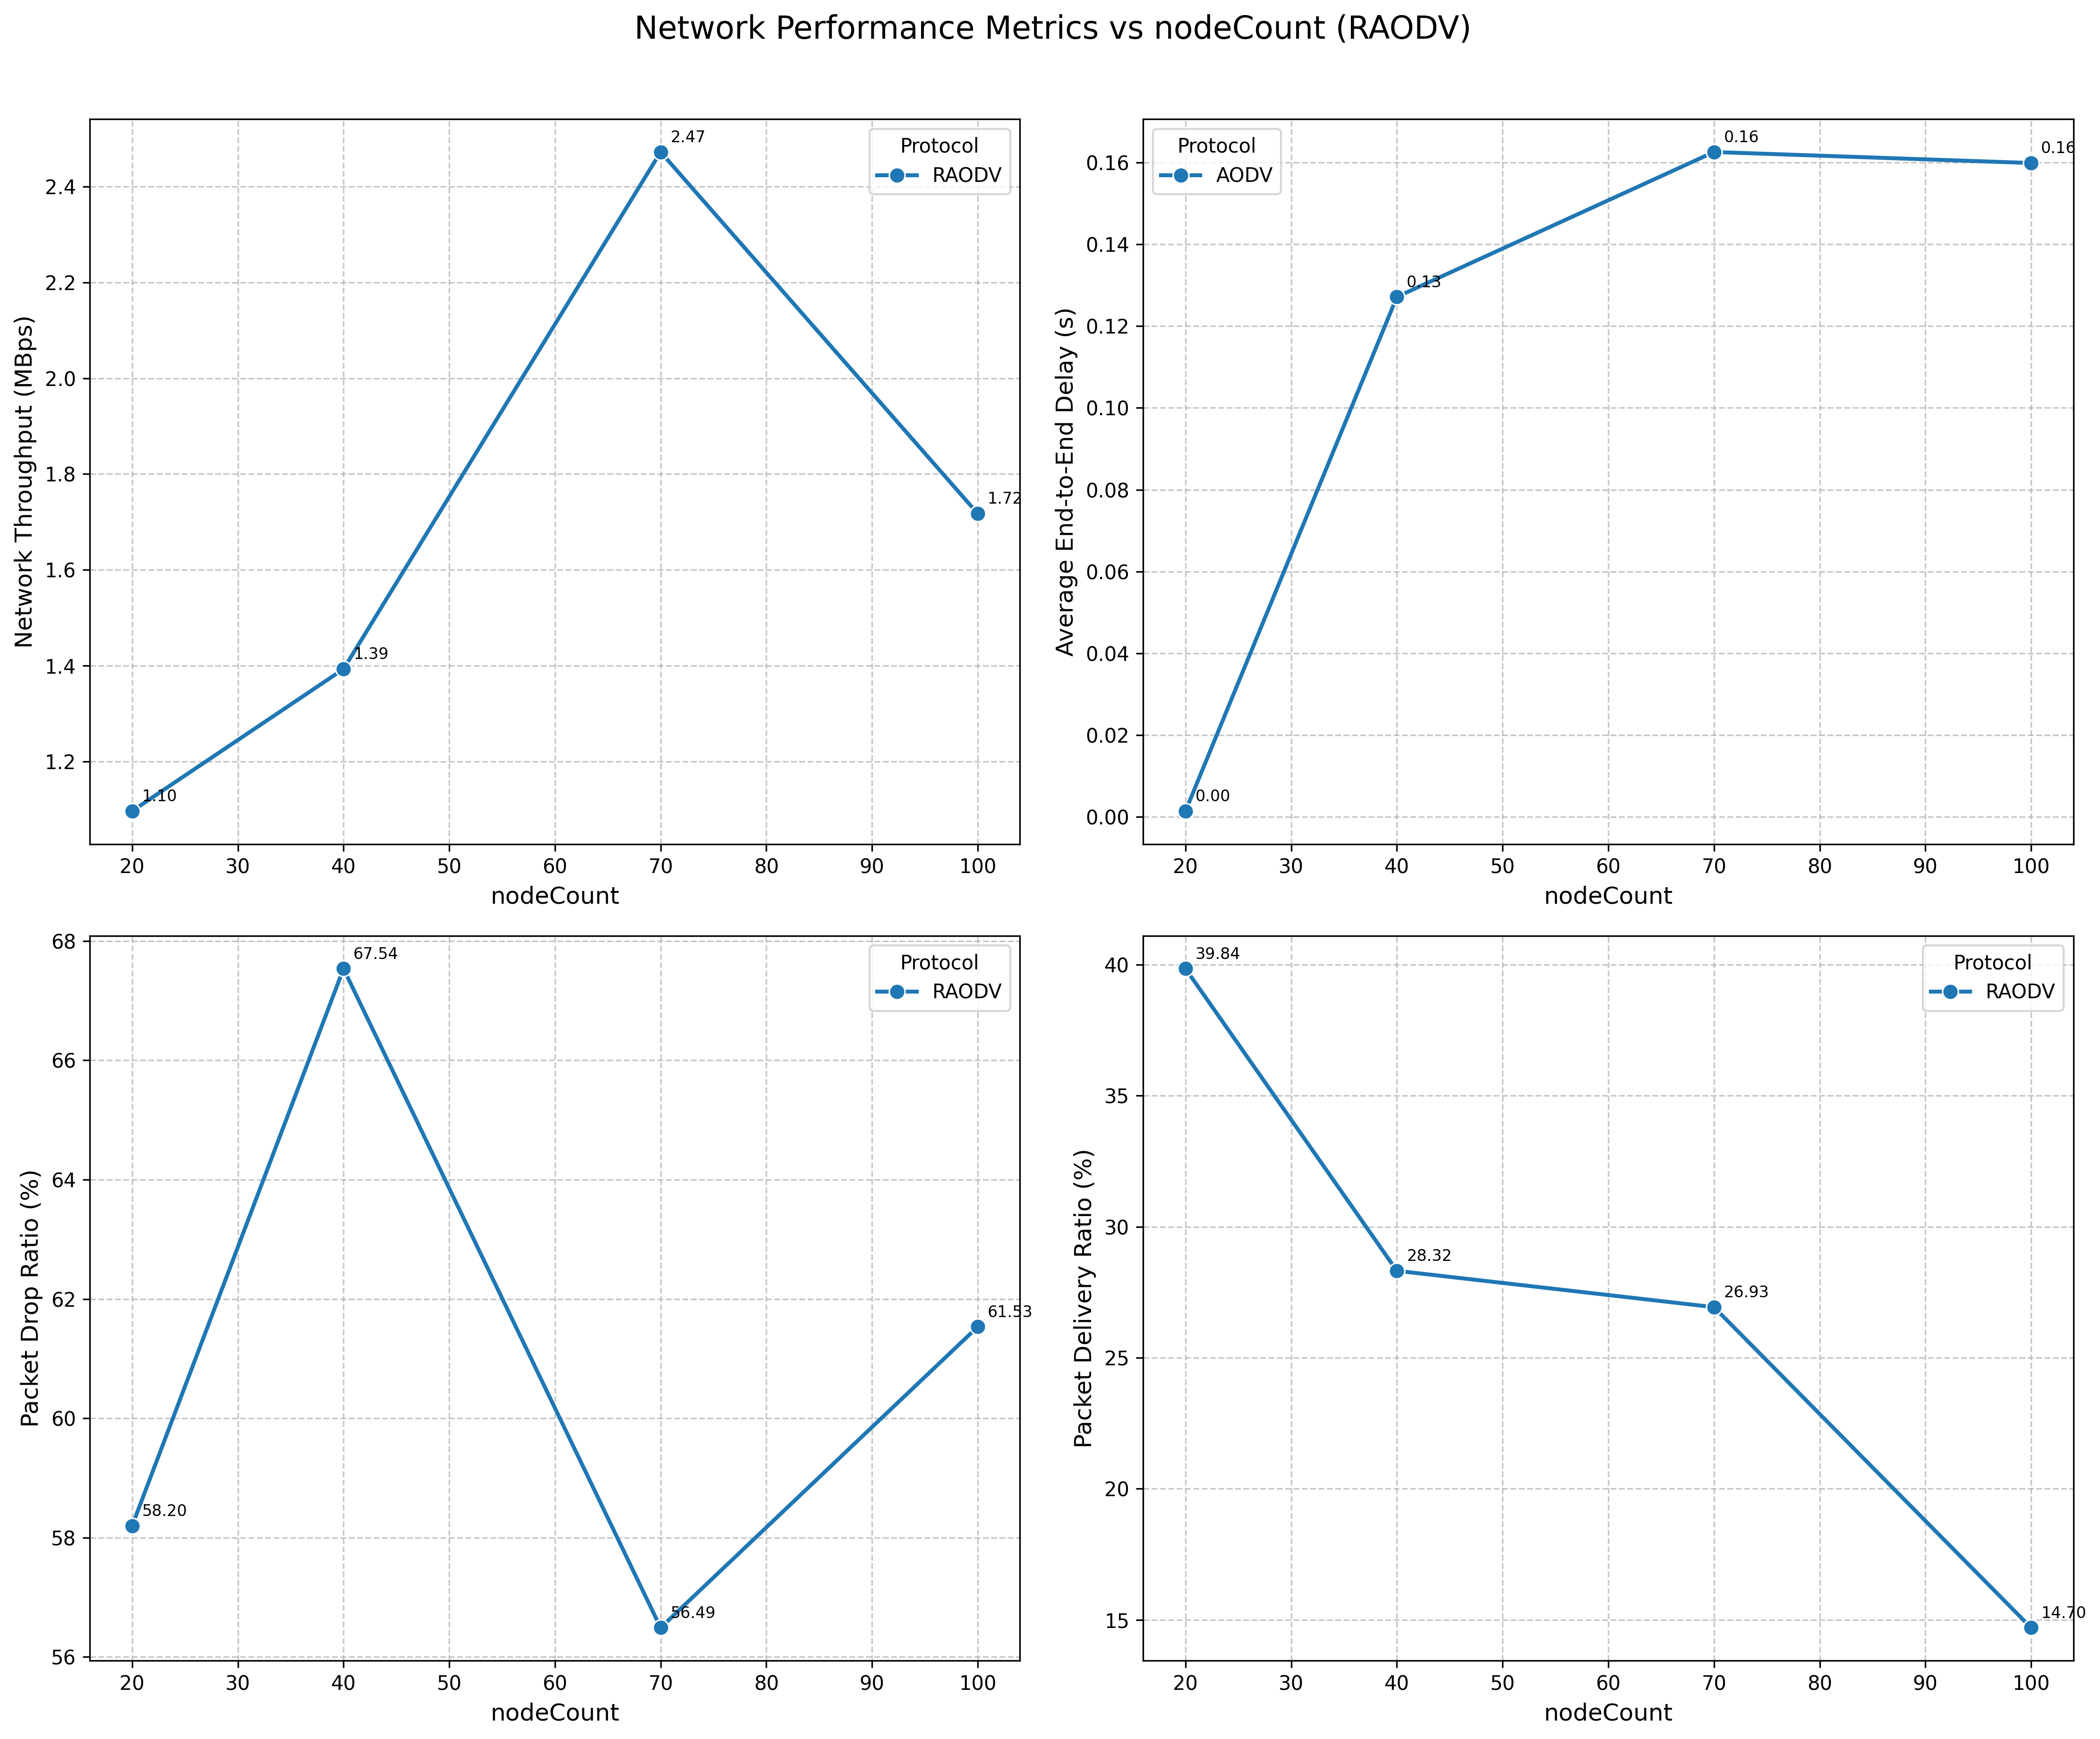 Network Performance Metrics vs nodeCount (RAODV)
Network Throughput (MBps)
2.4
2.2
2.0
1.8
1.6
1.4
1.2
Protocol
RAODV
1.10
1.39
2.47
1.72
20 30 40 50 60 70 80 90 100
nodeCount
Average End-to-End Delay (s)
0.16
0.14
0.12
0.10
0.08
0.06
0.04
0.02
0.00
Protocol
AODV
0.00
0.13
0.16
0.16
20 30 40 50 60 70 80 90 100
nodeCount
Packet Drop Ratio (%)
68
66
64
62
60
58
56
Protocol
RAODV
58.20
67.54
56.49
61.53
20 30 40 50 60 70 80 90 100
nodeCount
Packet Delivery Ratio (%)
40
35
30
25
20
15
Protocol
RAODV
39.84
28.32
26.93
14.70
20 30 40 50 60 70 80 90 100
nodeCount